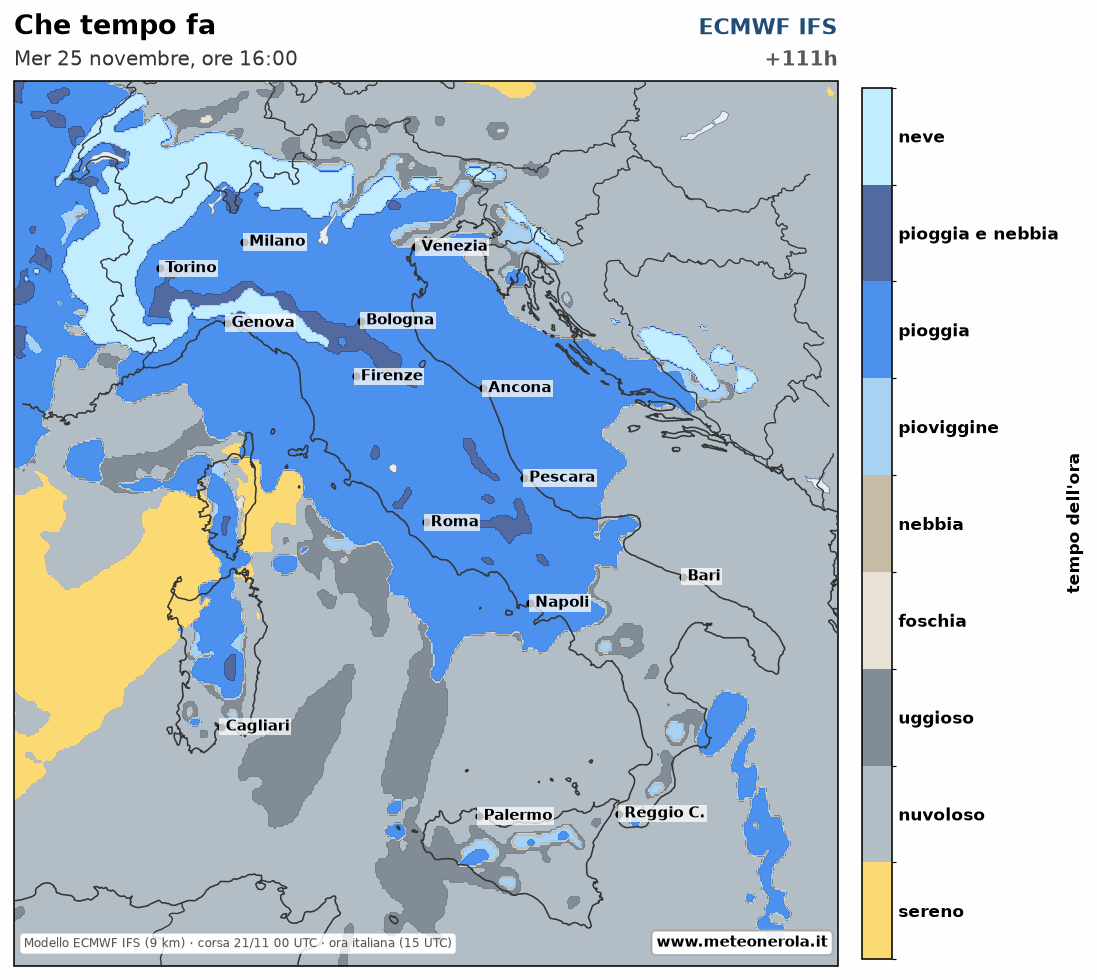 Che tempo fa
ECMWF IFS
Mer 25 novembre, ore 16:00
+111h
neve
pioggia e nebbia
pioggia
pioviggine
nebbia
foschia
uggioso
nuvoloso
sereno
tempo dell'ora
Milano
Venezia
Torino
Genova
Bologna
Firenze
Ancona
Pescara
Roma
Bari
Napoli
Cagliari
Palermo
Reggio C.
Modello ECMWF IFS (9 km) · corsa 21/11 00 UTC · ora italiana (15 UTC)
www.meteonerola.it